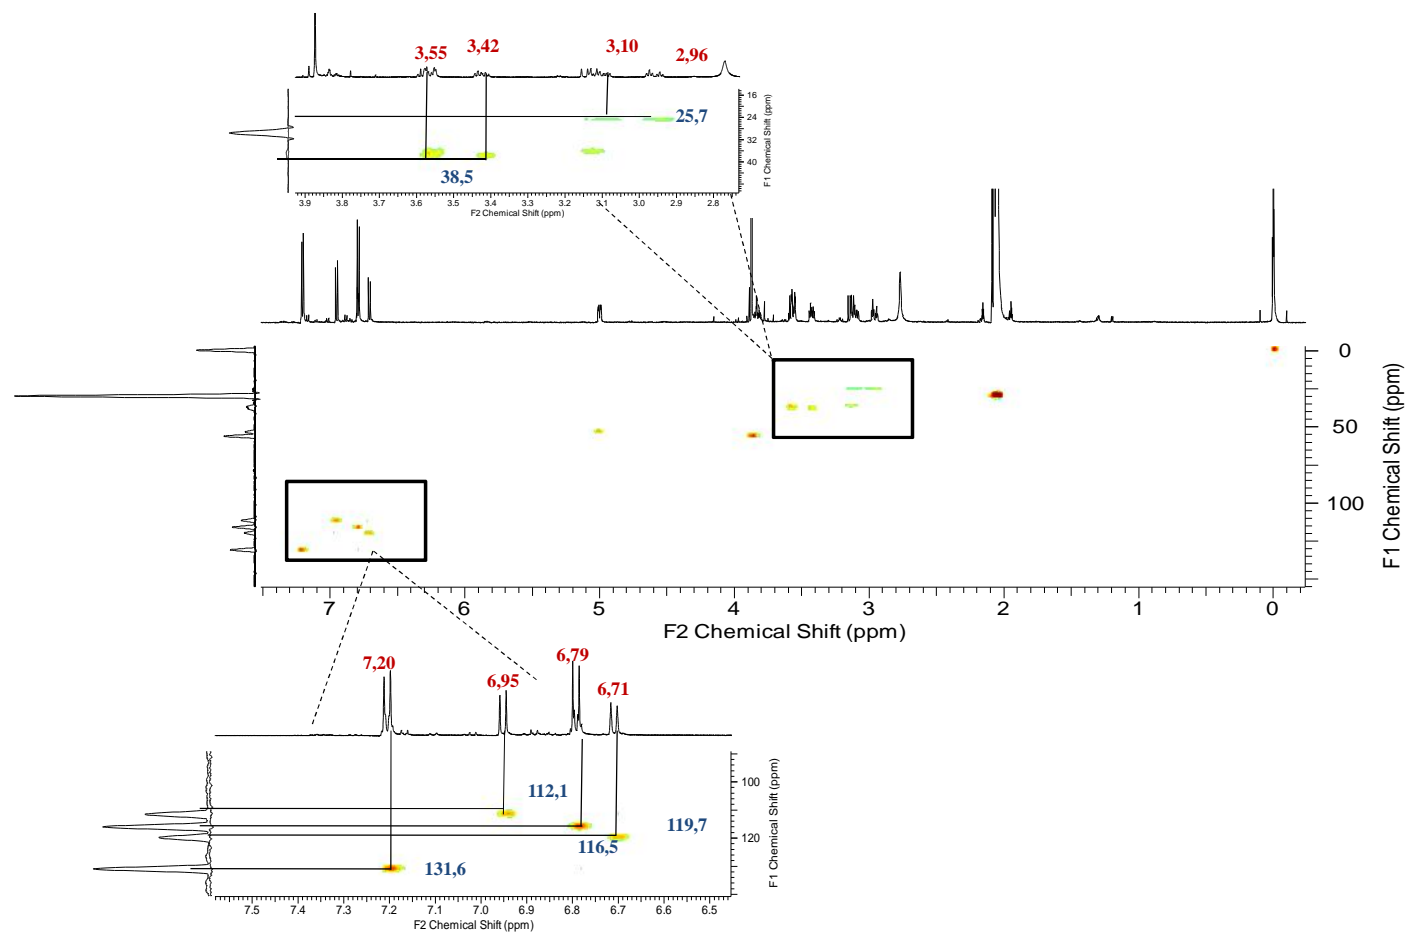 3,55
3,42
3,10
2,96
25,7
38,5
16
24
32
40
F1 Chemical Shift (ppm)
3.9 3.8 3.7 3.6 3.5 3.4 3.3 3.2 3.1 3.0 2.9 2.8
F2 Chemical Shift (ppm)
0
50
100
F1 Chemical Shift (ppm)
7 6 5 4 3 2 1 0
F2 Chemical Shift (ppm)
7,20
6,95
6,79
6,71
112,1
119,7
116,5
131,6
100
120
F1 Chemical Shift (ppm)
7.5 7.4 7.3 7.2 7.1 7.0 6.9 6.8 6.7 6.6 6.5
F2 Chemical Shift (ppm)